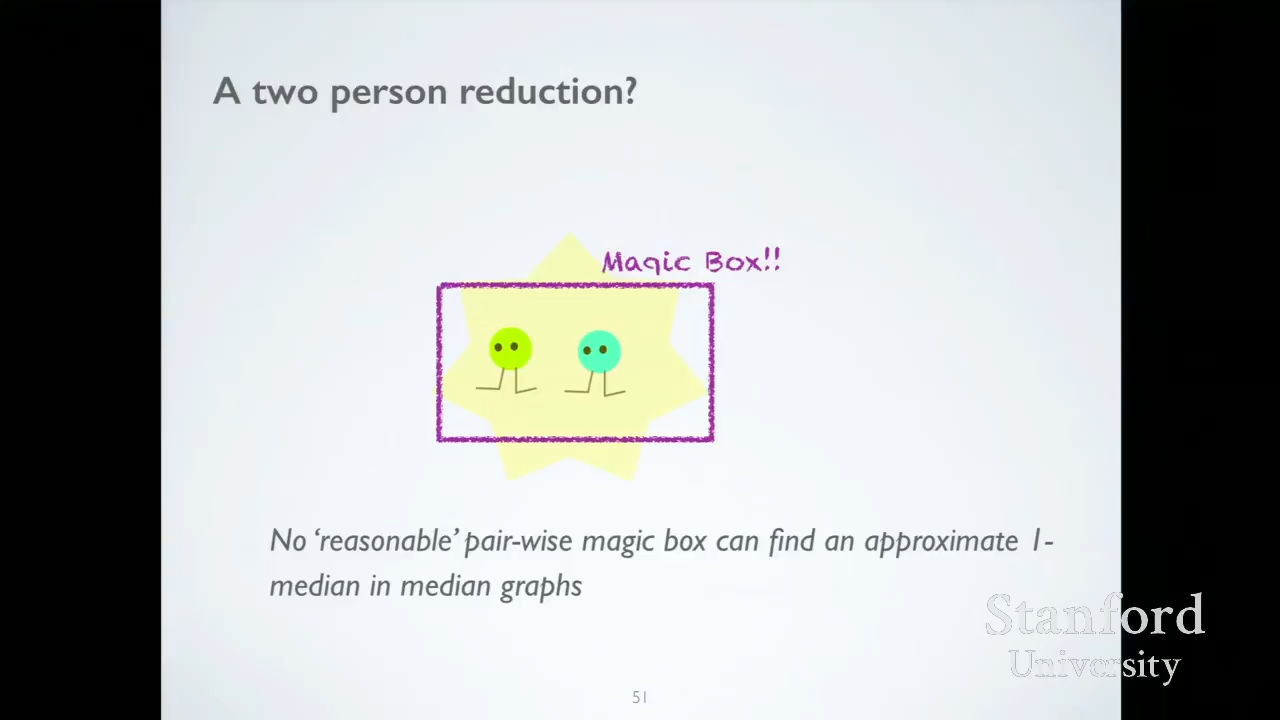 A two person reduction?
Magic Box!!
No ‘reasonable’ pair-wise magic box can find an approximate 1-
median in median graphs
Stanford
University
51